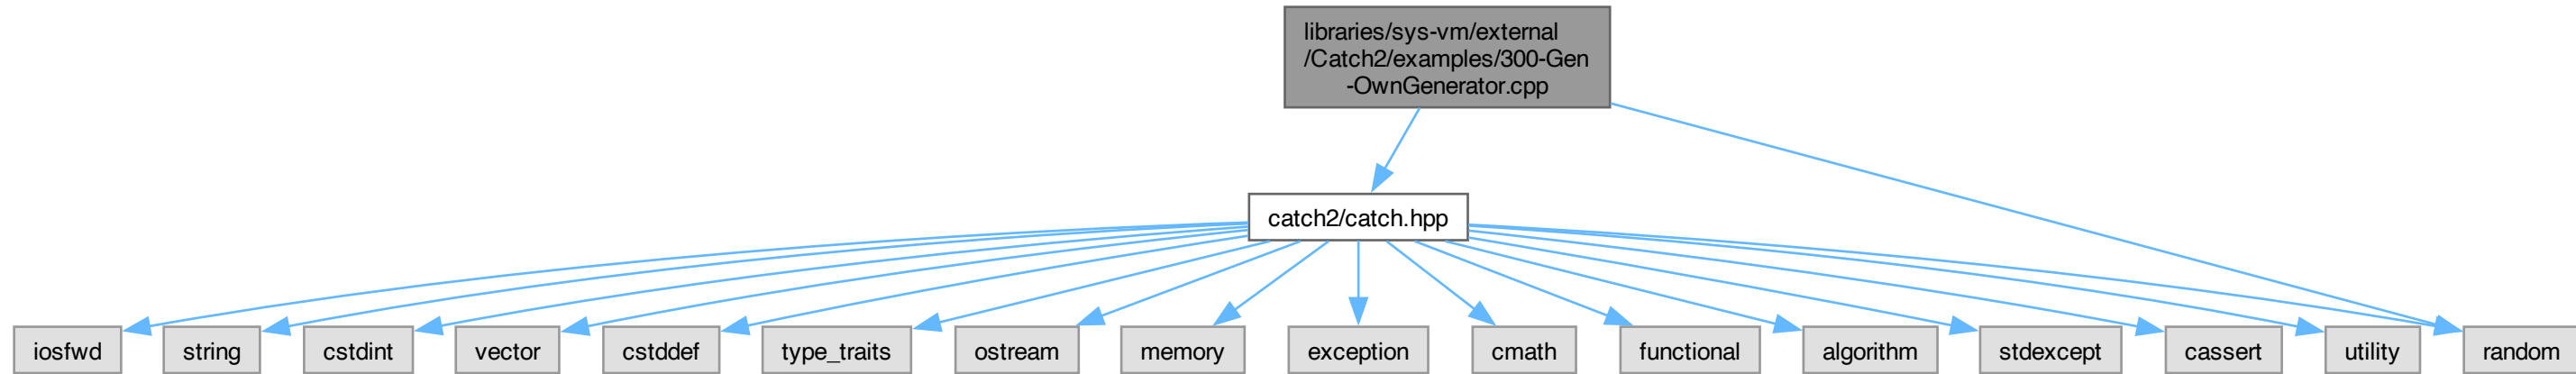 libraries/sys-vm/external
/Catch2/examples/300-Gen
-OwnGenerator.cpp
catch2/catch.hpp
iosfwd
string
cstdint
vector
cstddef
type_traits
ostream
memory
exception
cmath
functional
algorithm
stdexcept
cassert
utility
random